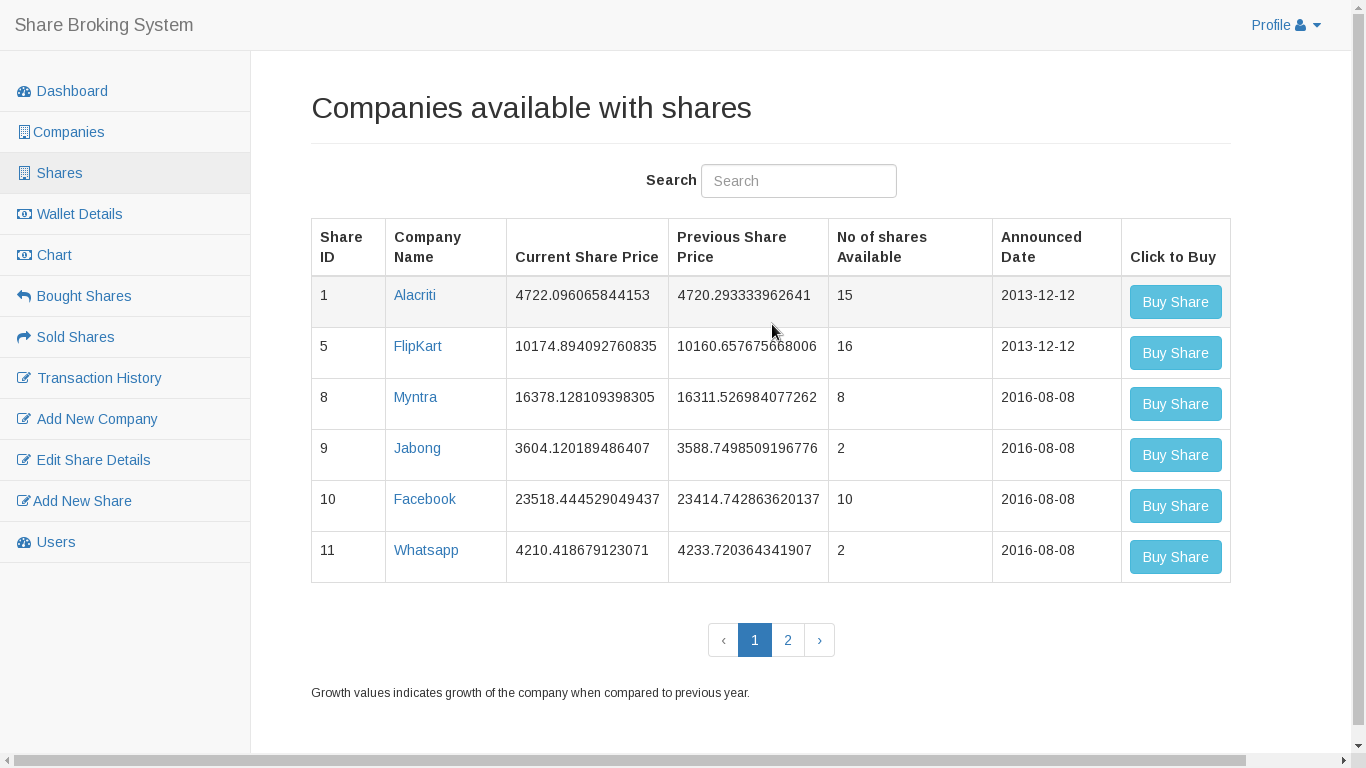 Share Broking System
Profile
Dashboard
Companies
Shares
Wallet Details
Chart
Bought Shares
Sold Shares
Transaction History
Add New Company
Edit Share Details
Add New Share
Users
Companies available with shares
Search Search
Share ID Company Name Current Share Price Previous Share Price No of shares Available Announced Date Click to Buy
1 Alacriti 4722.096065844153 4720.293333962641 15 2013-12-12 Buy Share
5 FlipKart 10174.894092760835 10160.657675668006 16 2013-12-12 Buy Share
8 Myntra 16378.128109398305 16311.526984077262 8 2016-08-08 Buy Share
9 Jabong 3604.120189486407 3588.7498509196776 2 2016-08-08 Buy Share
10 Facebook 23518.444529049437 23414.742863620137 10 2016-08-08 Buy Share
11 Whatsapp 4210.418679123071 4233.720364341907 2 2016-08-08 Buy Share
‹ 1 2 ›
Growth values indicates growth of the company when compared to previous year.